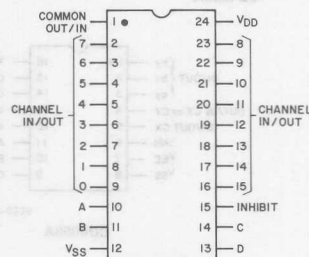 COMMON OUT/IN 1 24 VDD
7 2 23 8
6 3 22 9
5 4 21 10
4 5 20 11
CHANNEL IN/OUT 3 6 19 12 CHANNEL IN/OUT
2 7 18 13
1 8 17 14
0 9 16 15
A 10 15 INHIBIT
B 11 14 C
VSS 12 13 D